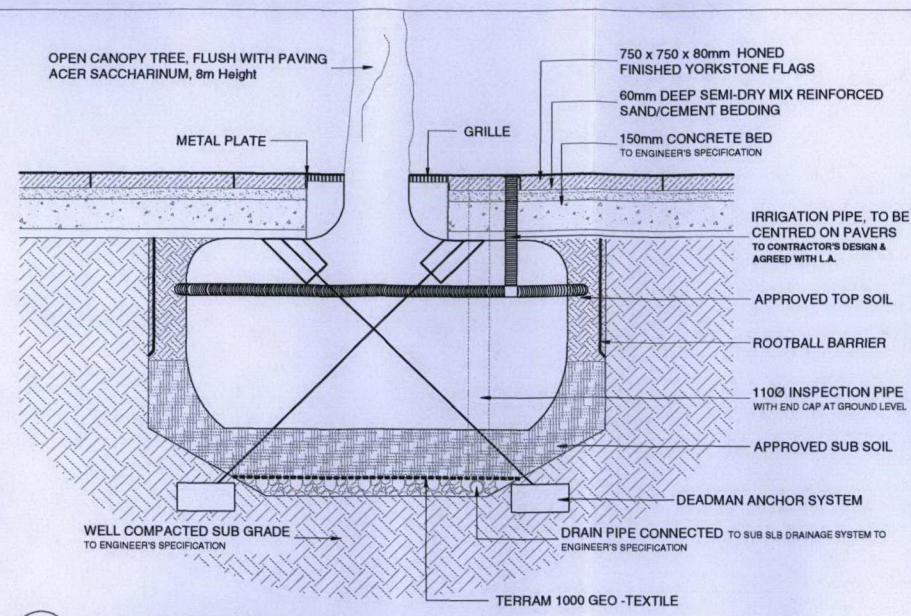 OPEN CANOPY TREE, FLUSH WITH PAVING
ACER SACCHARINUM, 8m Height
METAL PLATE
GRILLE
750 x 750 x 80mm HONED
FINISHED YORKSTONE FLAGS
60mm DEEP SEMI-DRY MIX REINFORCED
SAND/CEMENT BEDDING
150mm CONCRETE BED
TO ENGINEER'S SPECIFICATION
IRRIGATION PIPE, TO BE
CENTRED ON PAVERS
TO CONTRACTOR'S DESIGN &
AGREED WITH L.A.
APPROVED TOP SOIL
ROOTBALL BARRIER
110Ø INSPECTION PIPE
WITH END CAP AT GROUND LEVEL
APPROVED SUB SOIL
DEADMAN ANCHOR SYSTEM
WELL COMPACTED SUB GRADE
TO ENGINEER'S SPECIFICATION
DRAIN PIPE CONNECTED TO SUB SLB DRAINAGE SYSTEM TO
ENGINEER'S SPECIFICATION
TERRAM 1000 GEO -TEXTILE